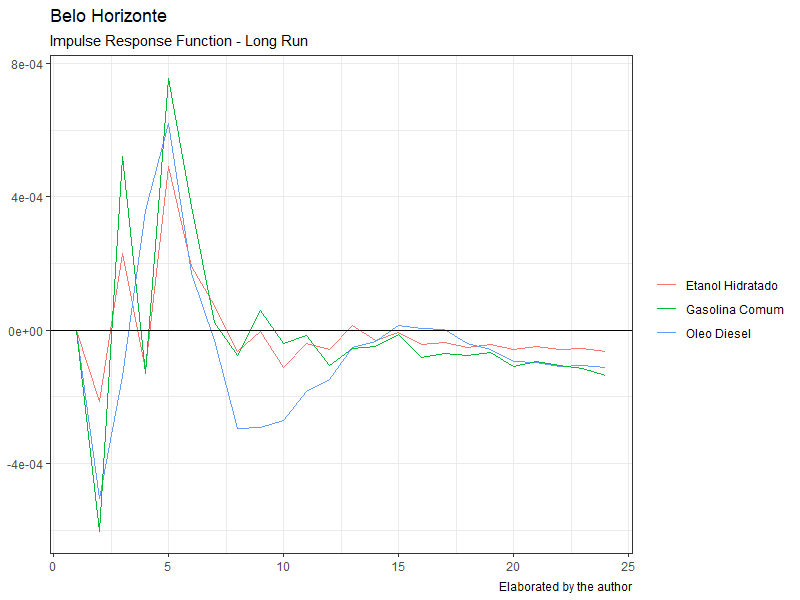 Belo Horizonte
Impulse Response Function - Long Run
8e-04
4e-04
0e+00
-4e-04
0
5
10
15
20
25
Etanol Hidratado
Gasolina Comum
Oleo Diesel
Elaborated by the author